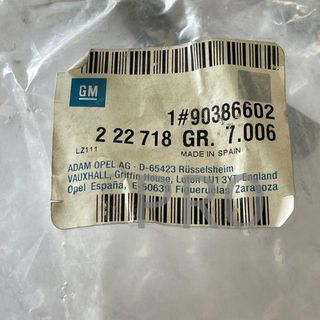 GM
1#90386602
2 22 718 GR. 7.006
LZ111 MADE IN SPAIN
ADAM OPEL AG - D-65423 Rüsselsheim
VAUXHALL, Griffin House, Luton LU1 3YT, England
Opel España, E-50639 Figueruelas Zaragoza